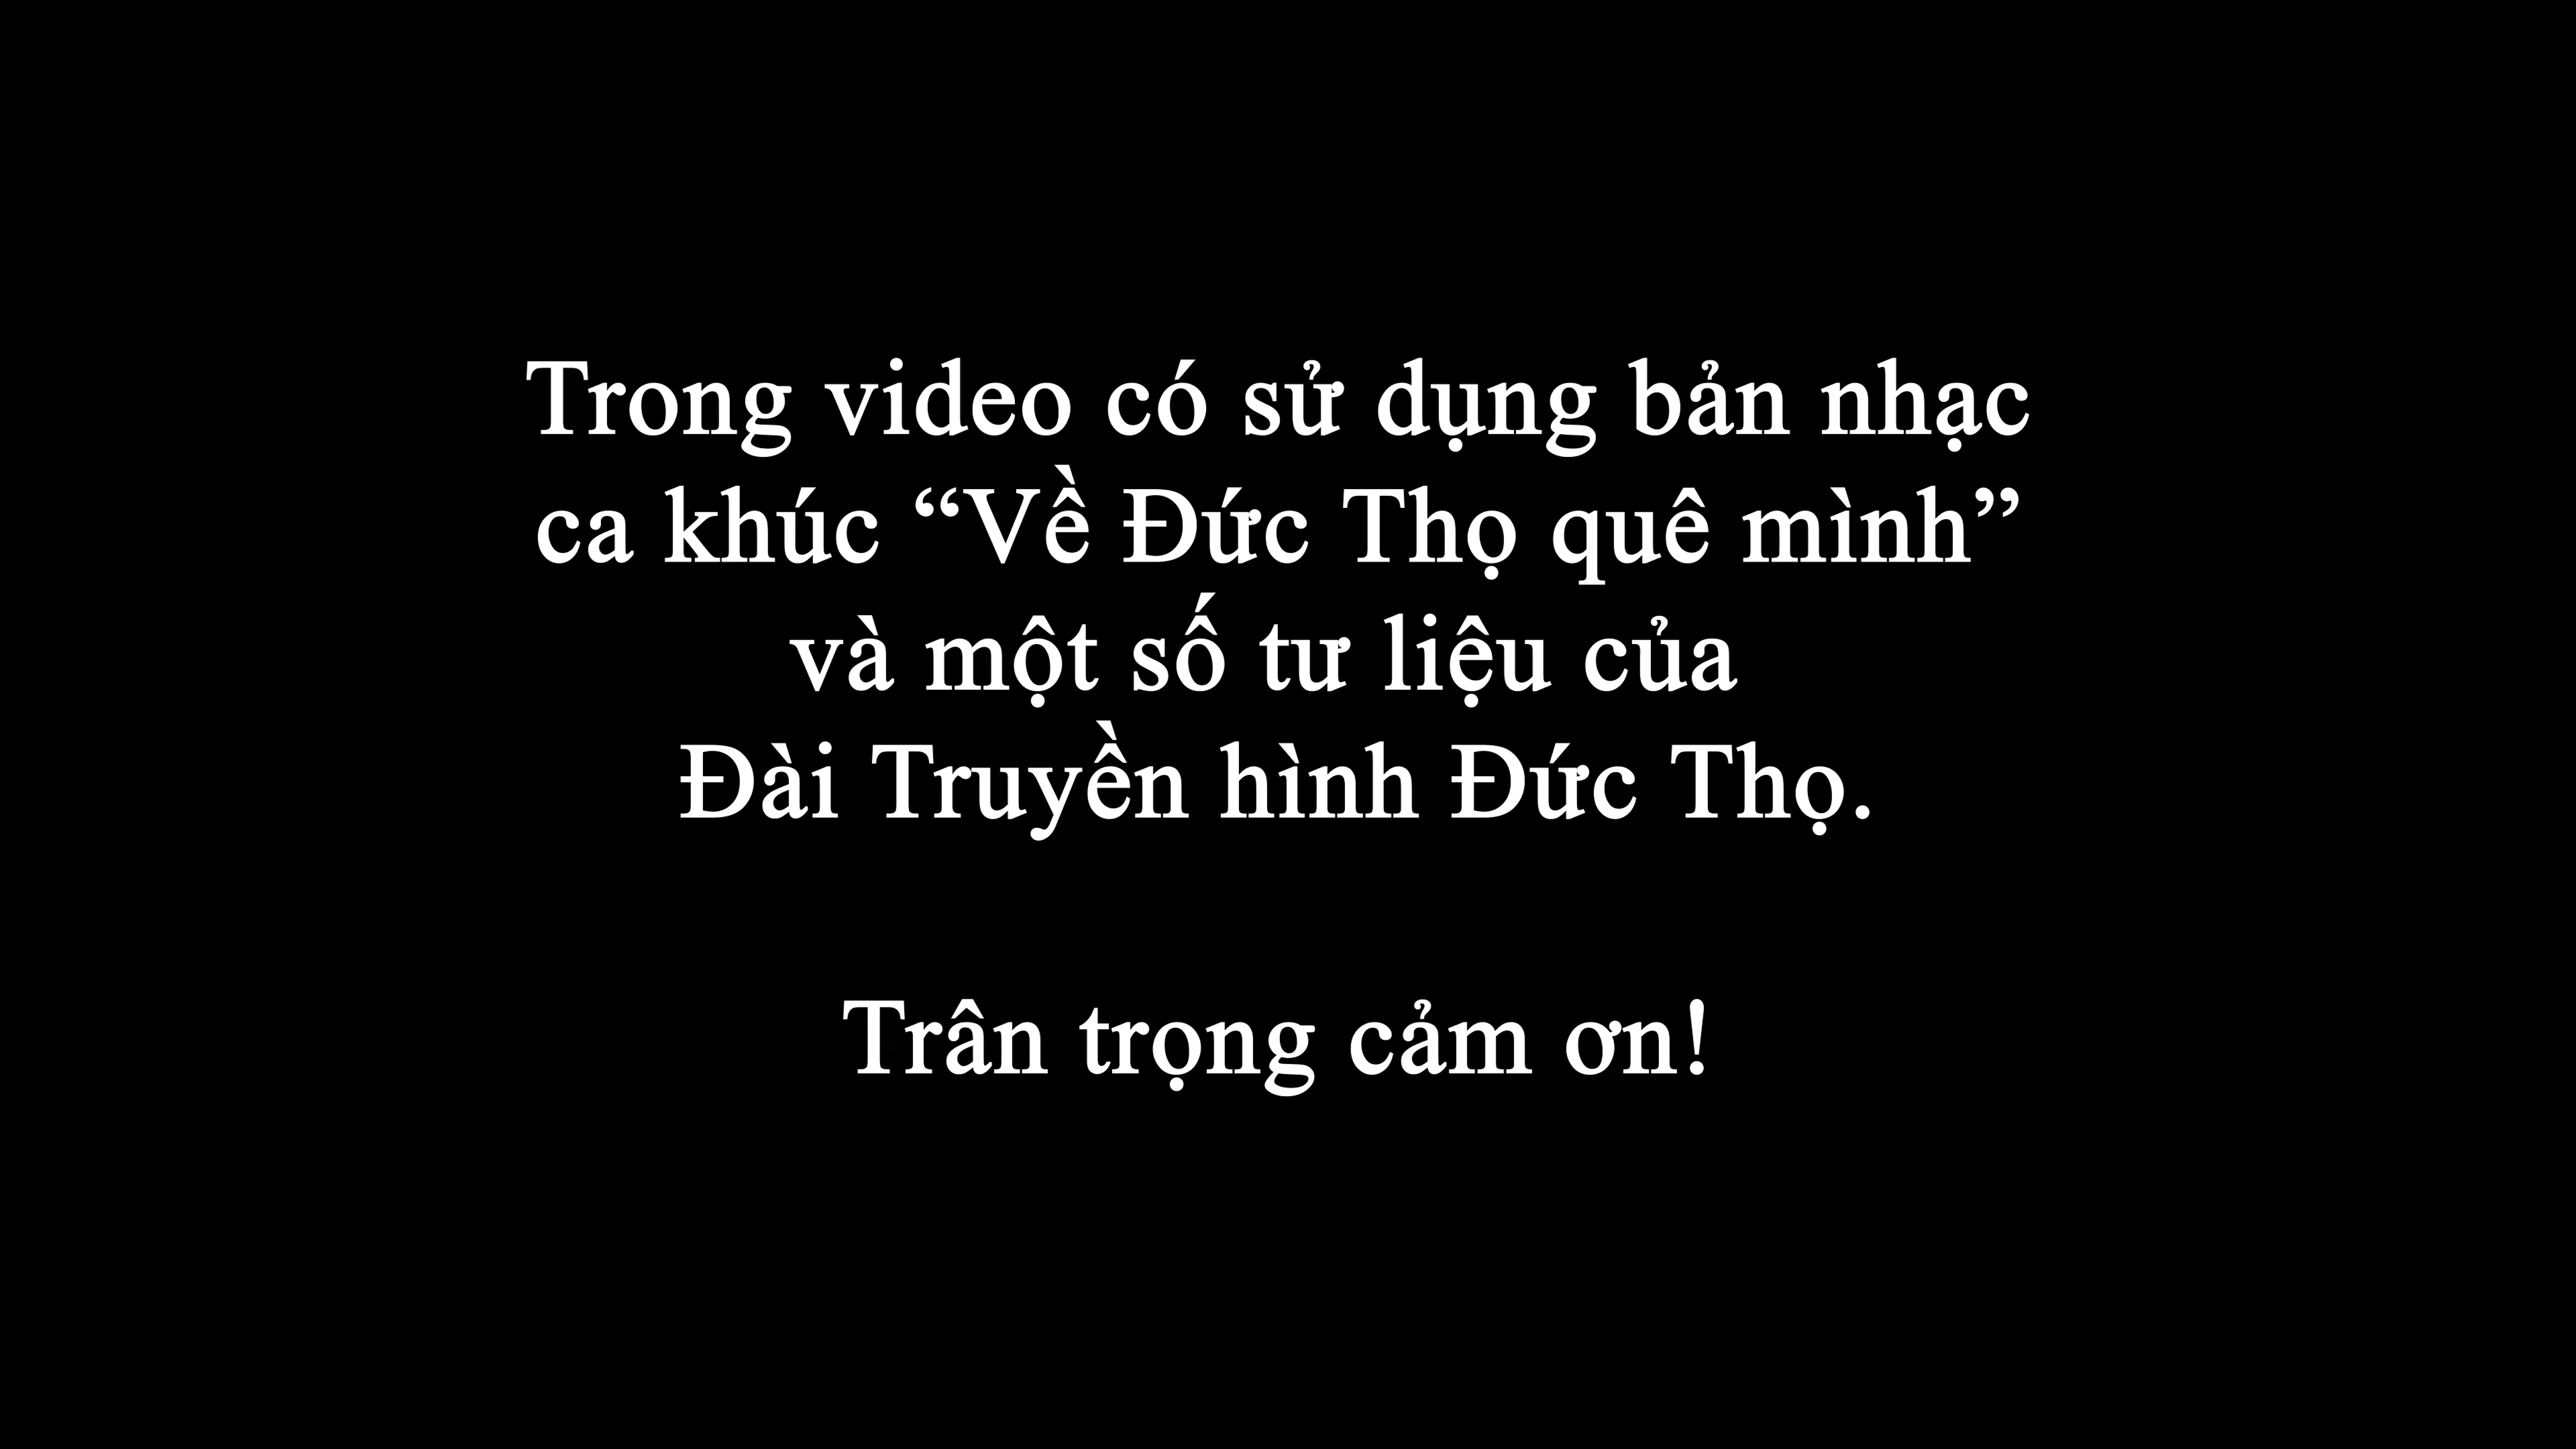 Trong video có sử dụng bản nhạc
ca khúc “Về Đức Thọ quê mình”
và một số tư liệu của
Đài Truyền hình Đức Thọ.
Trân trọng cảm ơn!